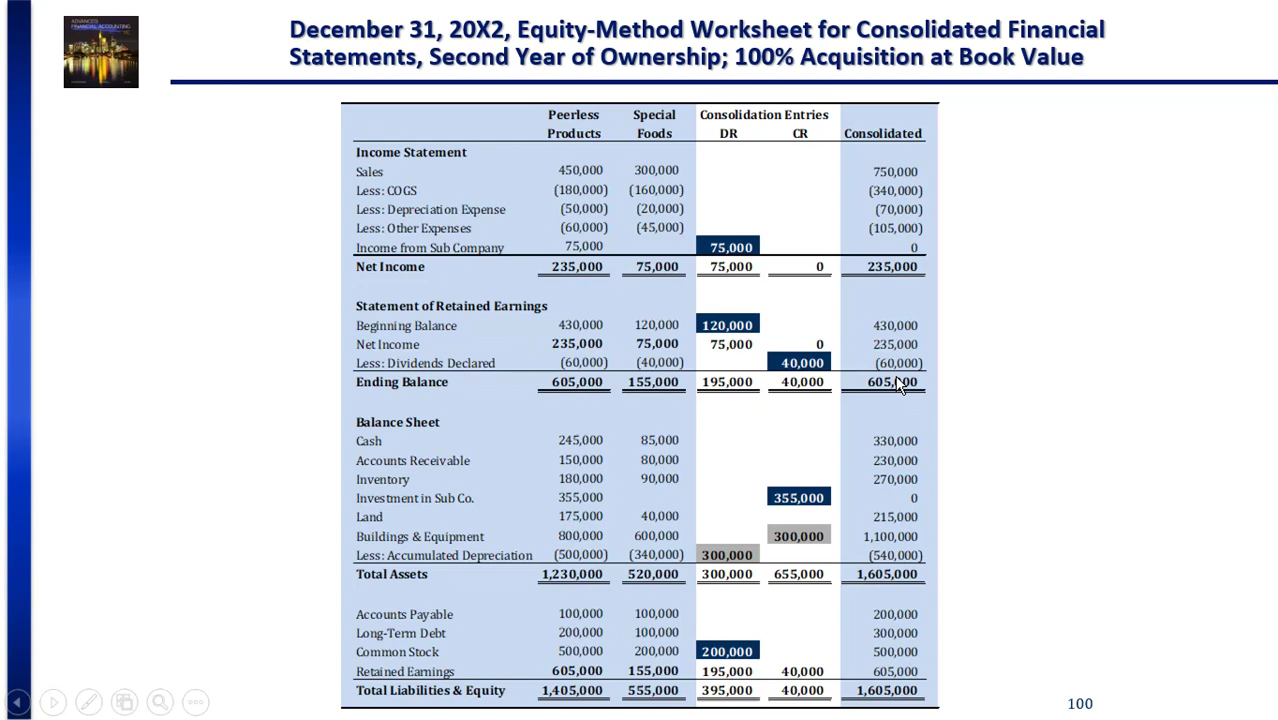 ADVANCED
FINANCIAL ACCOUNTING
December 31, 20X2, Equity-Method Worksheet for Consolidated Financial
Statements, Second Year of Ownership; 100% Acquisition at Book Value
Peerless Special Consolidation Entries
Products Foods DR CR Consolidated
Income Statement
Sales 450,000 300,000 750,000
Less: COGS (180,000) (160,000) (340,000)
Less: Depreciation Expense (50,000) (20,000) (70,000)
Less: Other Expenses (60,000) (45,000) (105,000)
Income from Sub Company 75,000 75,000 0
Net Income 235,000 75,000 75,000 0 235,000
Statement of Retained Earnings
Beginning Balance 430,000 120,000 120,000 430,000
Net Income 235,000 75,000 75,000 0 235,000
Less: Dividends Declared (60,000) (40,000) 40,000 (60,000)
Ending Balance 605,000 155,000 195,000 40,000 605,000
Balance Sheet
Cash 245,000 85,000 330,000
Accounts Receivable 150,000 80,000 230,000
Inventory 180,000 90,000 270,000
Investment in Sub Co. 355,000 355,000 0
Land 175,000 40,000 215,000
Buildings & Equipment 800,000 600,000 300,000 1,100,000
Less: Accumulated Depreciation (500,000) (340,000) 300,000 (540,000)
Total Assets 1,230,000 520,000 300,000 655,000 1,605,000
Accounts Payable 100,000 100,000 200,000
Long-Term Debt 200,000 100,000 300,000
Common Stock 500,000 200,000 200,000 500,000
Retained Earnings 605,000 155,000 195,000 40,000 605,000
Total Liabilities & Equity 1,405,000 555,000 395,000 40,000 1,605,000
100